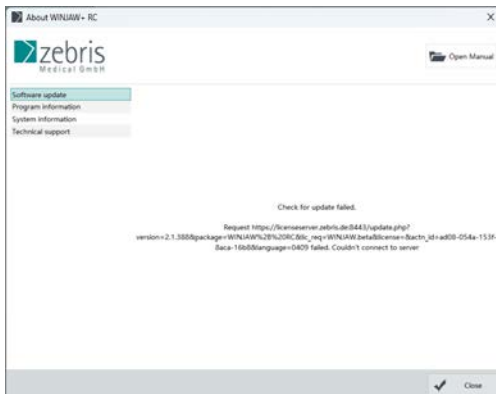 About WINJAW+ RC
zebris
Medical GmbH
Open Manual
Software update
Program information
System information
Technical support
Check for update failed.
Request https://licenseserver.zebris.de:8443/update.php?
version=2.1.388&package=WINJAW%2B%20RC&lic_req=WINJAW.beta&license=&actn_id=ad08-054a-153f-
8aca-16b8&language=0409 failed. Couldn't connect to server
Close